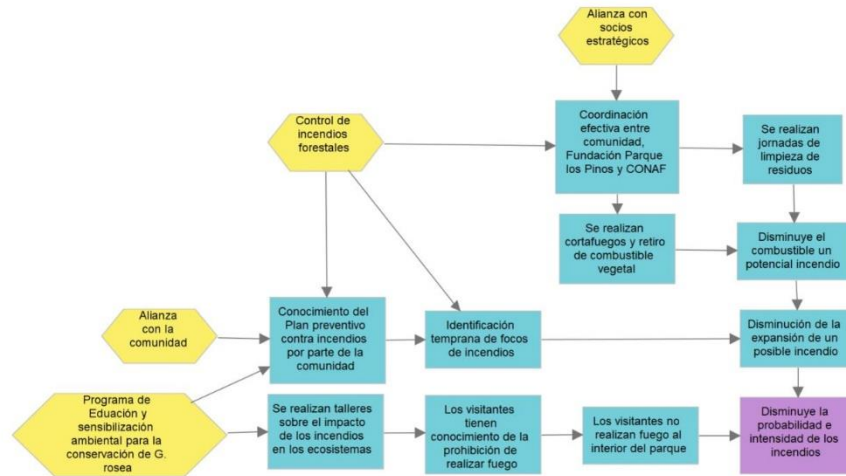 Alianza con
socios
estratégicos
Control de
incendios
forestales
Coordinación
efectiva entre
comunidad,
Fundación Parque
los Pinos y CONAF
Se realizan
jornadas de
limpieza de
residuos
Se realizan
cortafuegos y retiro
de combustible
vegetal
Disminuye el
combustible un
potencial incendio
Alianza
con la
comunidad
Conocimiento del
Plan preventivo
contra incendios
por parte de la
comunidad
Identificación
temprana de focos
de incendios
Disminución de la
expansión de un
posible incendio
Programa de
Eduación y
sensibilización
ambiental para la
conservación de G.
rosea
Se realizan talleres
sobre el impacto
de los incendios
en los ecosistemas
Los visitantes
tienen
conocimiento de la
prohibición de
realizar fuego
Los visitantes no
realizan fuego al
interior del parque
Disminuye la
probabilidad e
intensidad de los
incendios